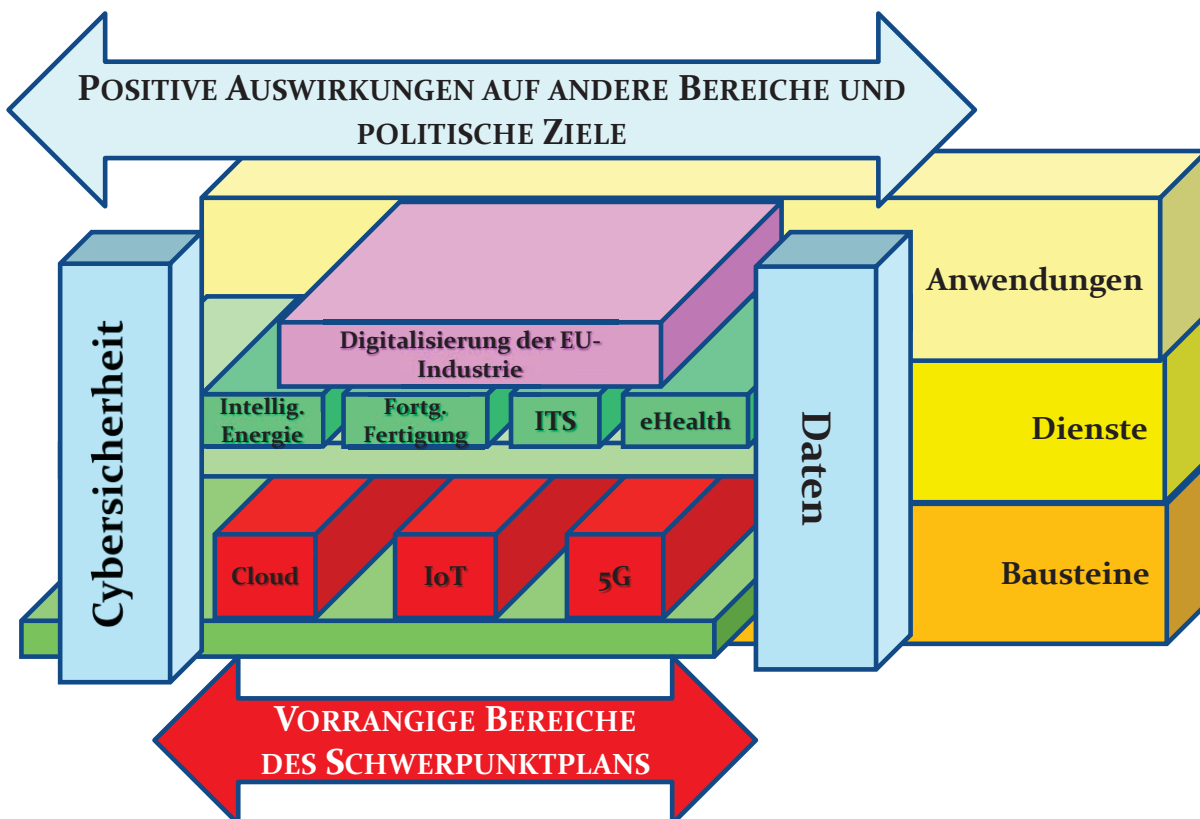 POSITIVE AUSWIRKUNGEN AUF ANDERE BEREICHE UND
POLITISCHE ZIELE
Cybersicherheit
Daten
Anwendungen
Dienste
Bausteine
Digitalisierung der EU-
Industrie
Intellig.
Energie
Fortg.
Fertigung
ITS
eHealth
Cloud
IoT
5G
VORRANGIGE BEREICHE
DES SCHWERPUNKTPLANS